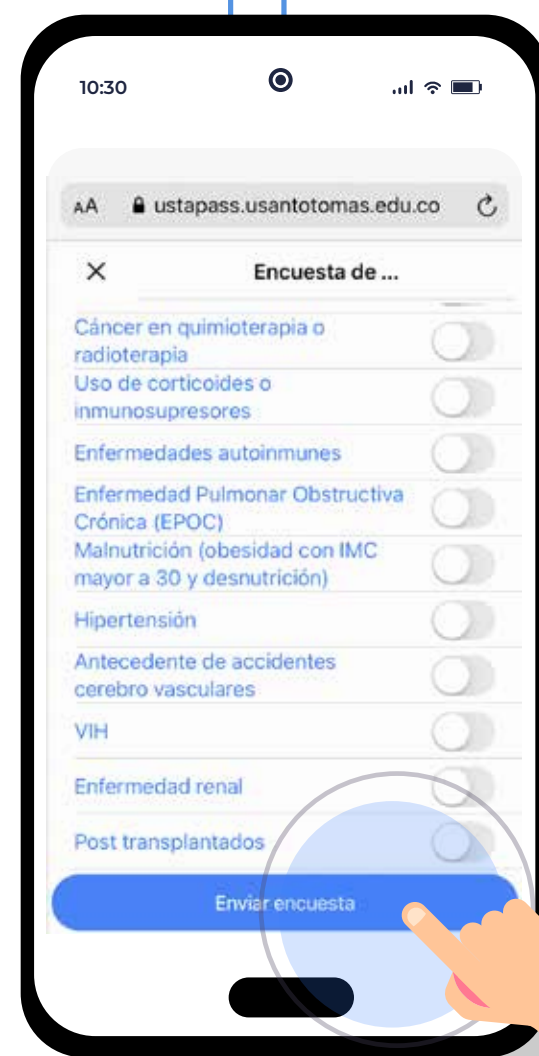 10:30
AA ustapass.usantotomas.edu.co
Encuesta de ...
Cáncer en quimioterapia o
radioterapia
Uso de corticoides o
inmunosupresores
Enfermedades autoinmunes
Enfermedad Pulmonar Obstructiva
Crónica (EPOC)
Malnutrición (obesidad con IMC
mayor a 30 y desnutrición)
Hipertensión
Antecedente de accidentes
cerebro vasculares
VIH
Enfermedad renal
Post transplantados
Enviar encuesta